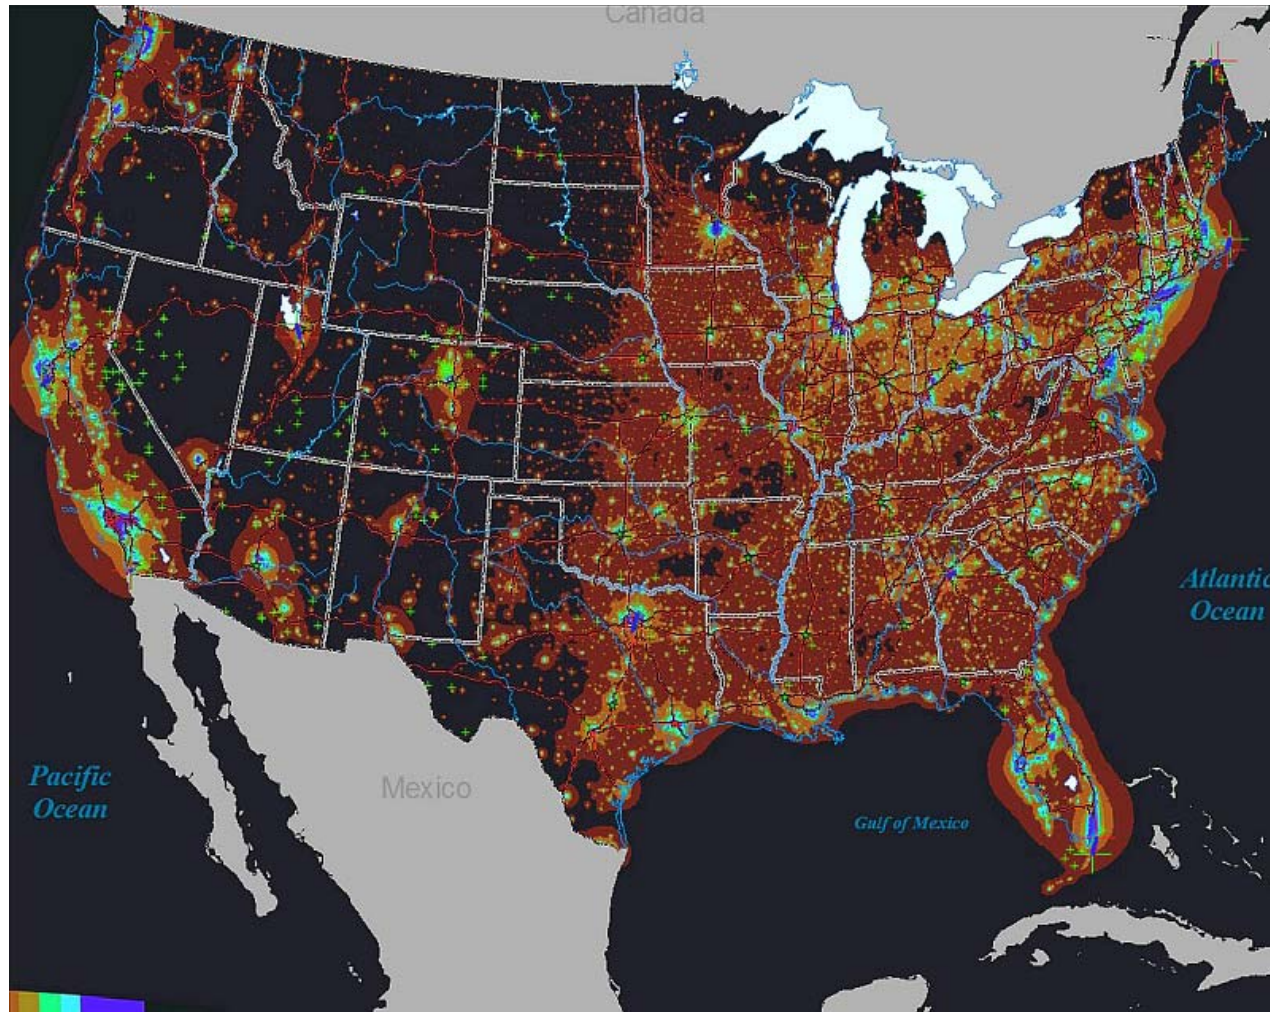 Canada
Atlantic
Ocean
Pacific
Ocean
Mexico
Gulf of Mexico